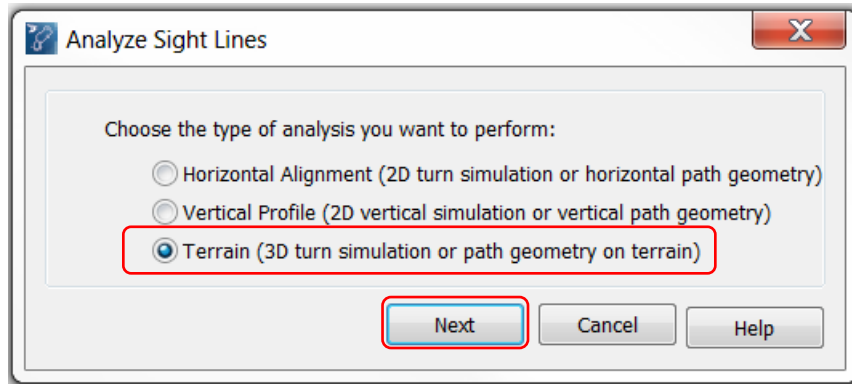 Analyze Sight Lines
Choose the type of analysis you want to perform:
Horizontal Alignment (2D turn simulation or horizontal path geometry)
Vertical Profile (2D vertical simulation or vertical path geometry)
Terrain (3D turn simulation or path geometry on terrain)
Next Cancel Help